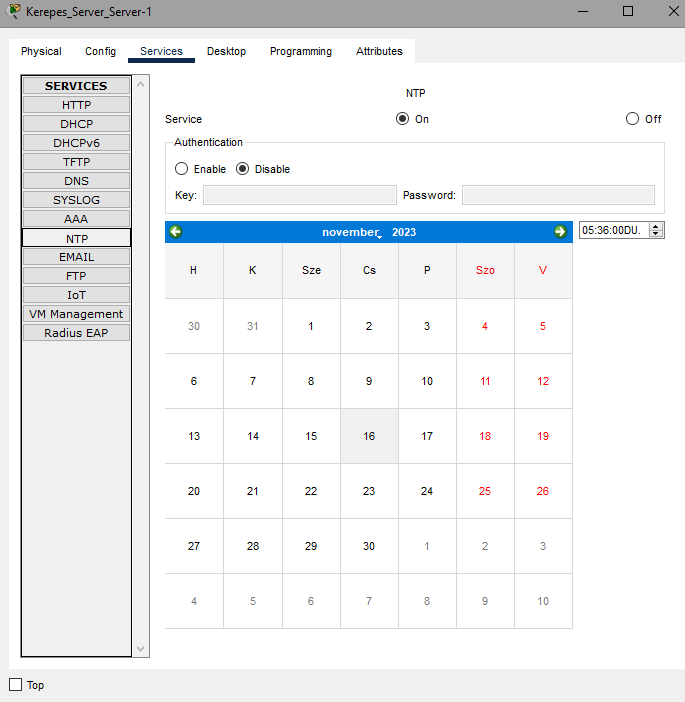 Kerepes_Server_Server-1
Physical Config Services Desktop Programming Attributes
SERVICES
HTTP
DHCP
DHCPv6
TFTP
DNS
SYSLOG
AAA
NTP
EMAIL
FTP
IoT
VM Management
Radius EAP
NTP
Service On Off
Authentication
Enable Disable
Key: Password:
november 2023 05:36:00DU.
H K Sze Cs P Szo V
30 31 1 2 3 4 5
6 7 8 9 10 11 12
13 14 15 16 17 18 19
20 21 22 23 24 25 26
27 28 29 30 1 2 3
4 5 6 7 8 9 10
Top